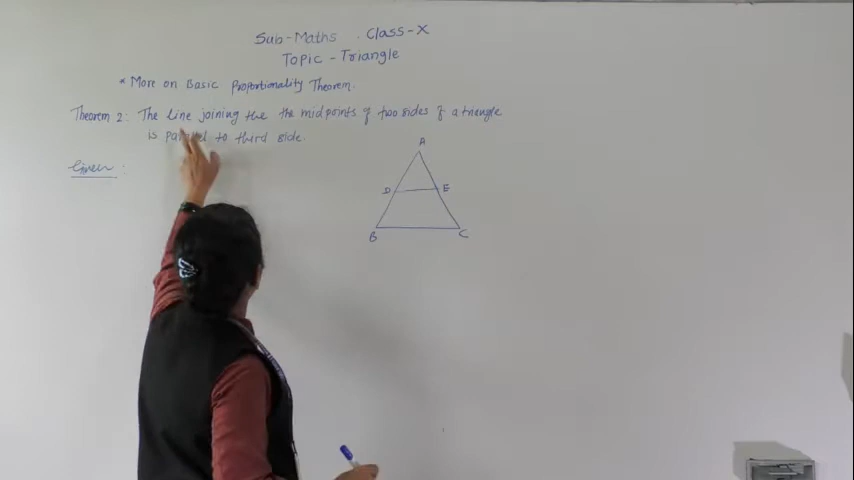 Sub-Maths . Class-X
Topic - Triangle
* More on Basic Proportionality Theorem.
Theorem 2: The line joining the the midpoints of two sides of a triangle
is parallel to third side.
Given :
A
D E
B C